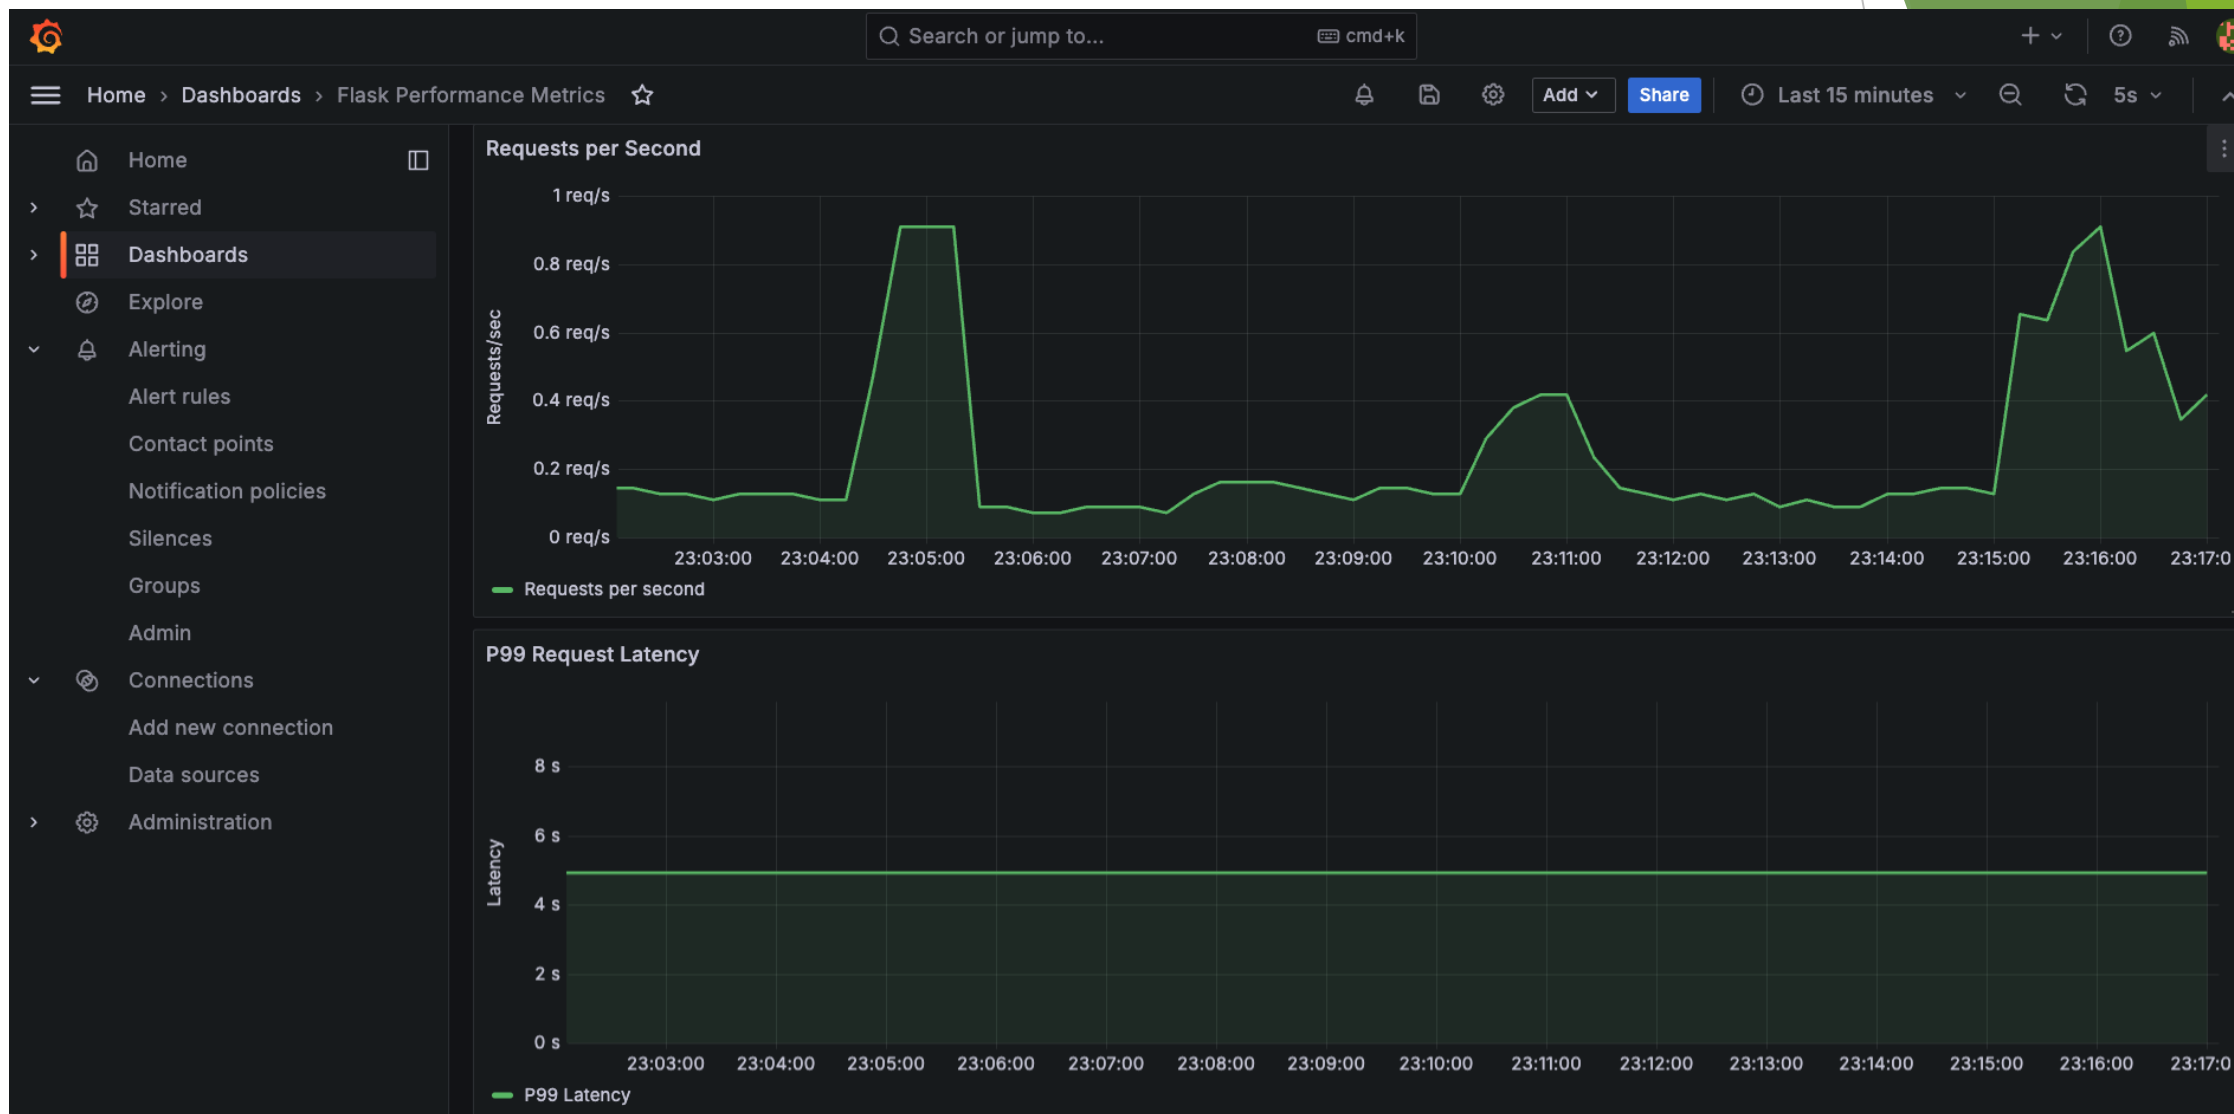 Search or jump to... cmd+k
Home › Dashboards › Flask Performance Metrics Add Share Last 15 minutes 5s
Home
Starred
Dashboards
Explore
Alerting
Alert rules
Contact points
Notification policies
Silences
Groups
Admin
Connections
Add new connection
Data sources
Administration
Requests per Second
Requests/sec
1 req/s
0.8 req/s
0.6 req/s
0.4 req/s
0.2 req/s
0 req/s
23:03:00 23:04:00 23:05:00 23:06:00 23:07:00 23:08:00 23:09:00 23:10:00 23:11:00 23:12:00 23:13:00 23:14:00 23:15:00 23:16:00 23:17:0
Requests per second
P99 Request Latency
Latency
8 s
6 s
4 s
2 s
0 s
23:03:00 23:04:00 23:05:00 23:06:00 23:07:00 23:08:00 23:09:00 23:10:00 23:11:00 23:12:00 23:13:00 23:14:00 23:15:00 23:16:00 23:17:0
P99 Latency